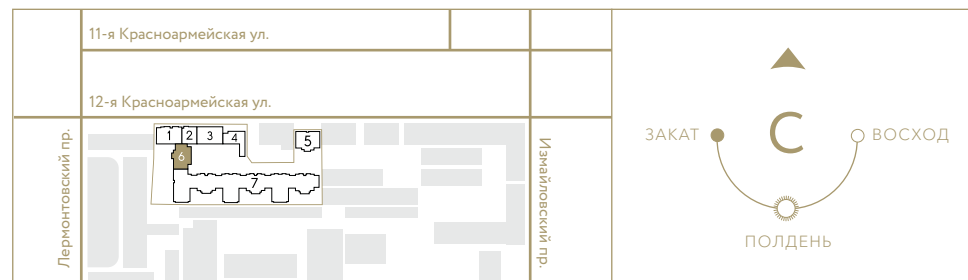 11-я Красноармейская ул.
12-я Красноармейская ул.
Лермонтовский пр.
Измайловский пр.
1
2
3
4
5
6
7
С
ЗАКАТ
ВОСХОД
ПОЛДЕНЬ